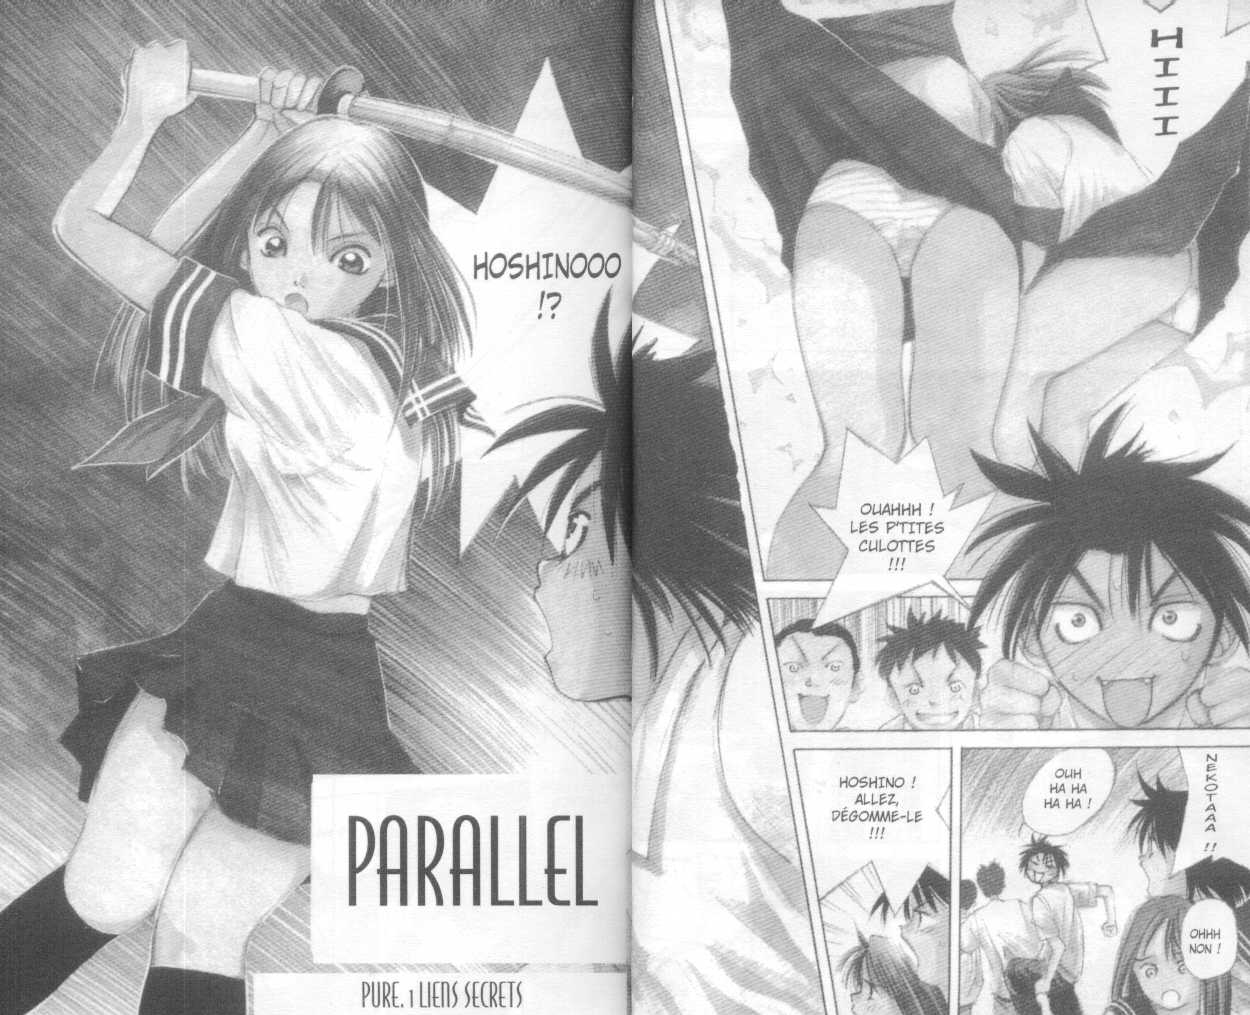 HOSHINOOO
!?
PARALLEL
PURE. 1 LIENS SECRETS
HIII
OUAHHH !
LES P'TITES
CULOTTES
!!!
HOSHINO !
ALLEZ,
DÉGOMME-LE
!!!
OUH
HA HA
HA HA !
NEKOTAAA !!
OHHH
NON !